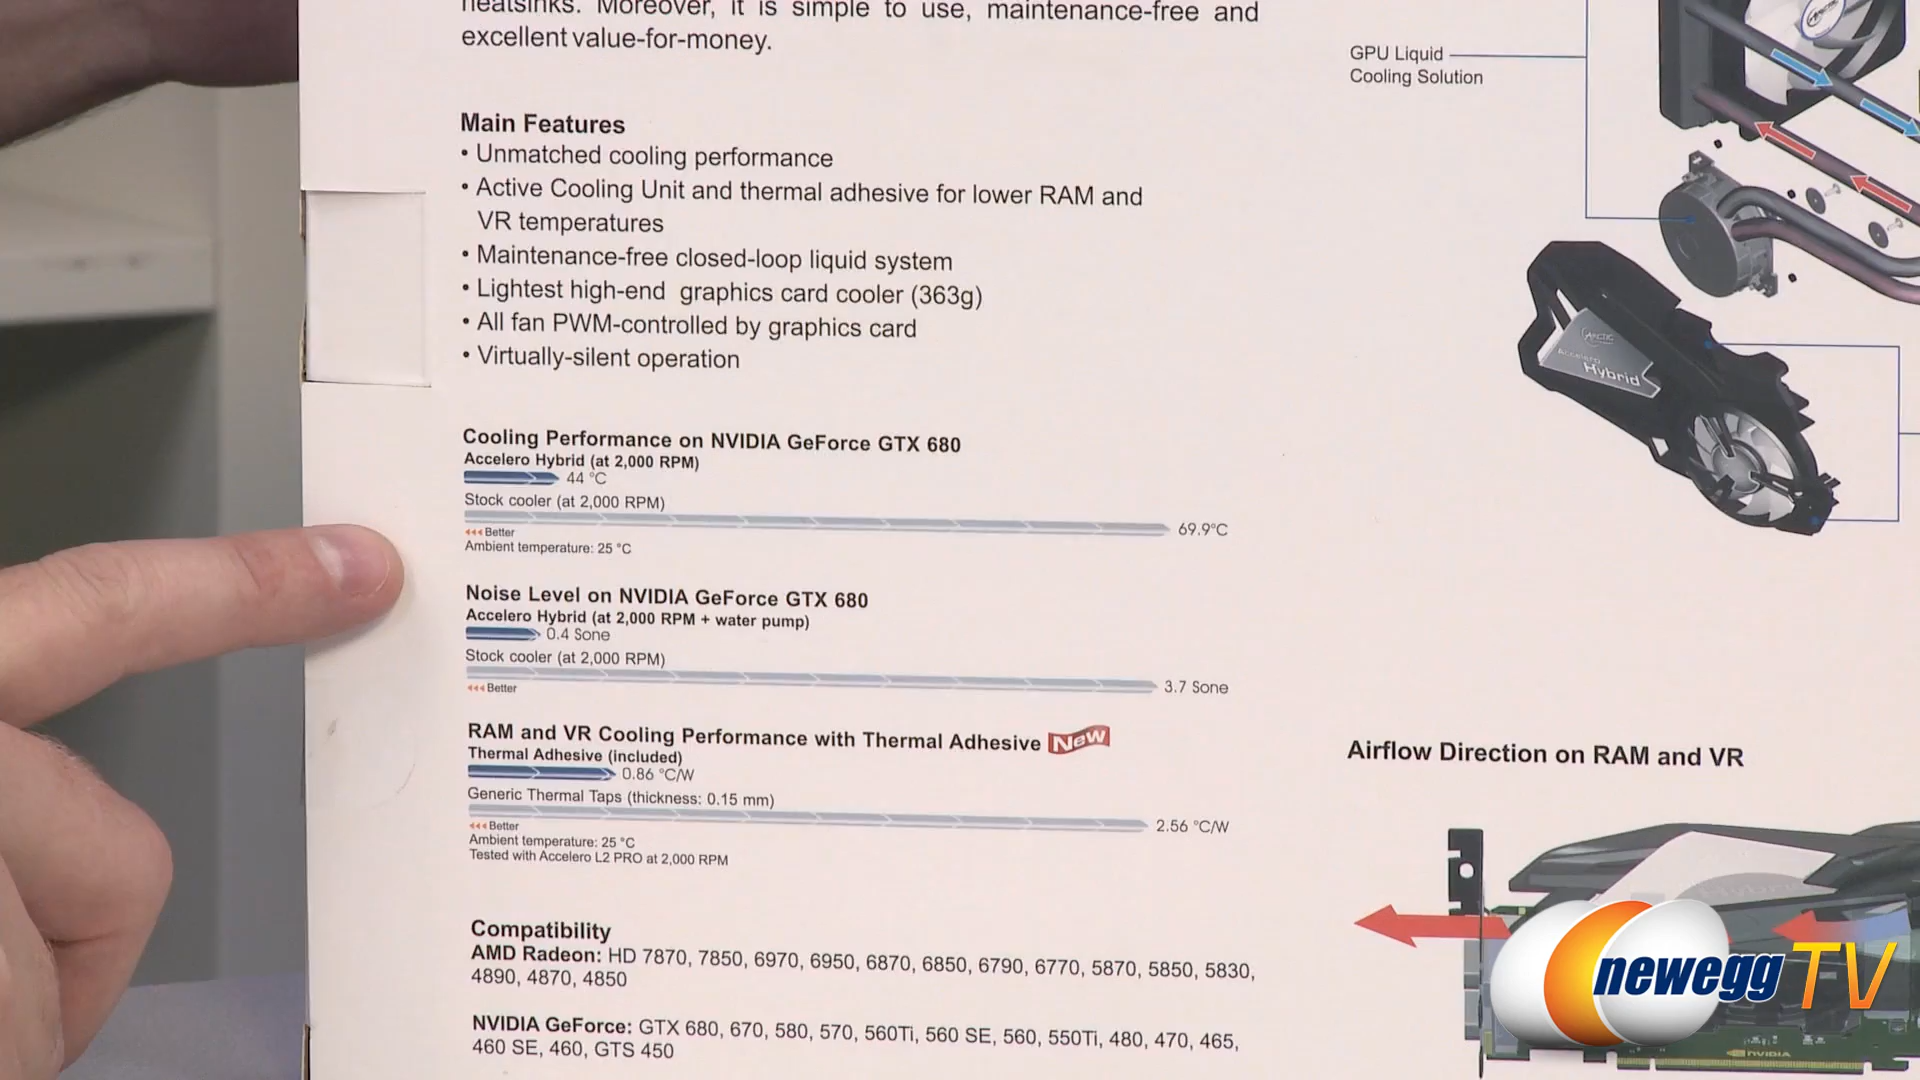 heatsinks. Moreover, it is simple to use, maintenance-free and
excellent value-for-money.
GPU Liquid
Cooling Solution
Main Features
• Unmatched cooling performance
• Active Cooling Unit and thermal adhesive for lower RAM and
VR temperatures
• Maintenance-free closed-loop liquid system
• Lightest high-end graphics card cooler (363g)
• All fan PWM-controlled by graphics card
• Virtually-silent operation
ARCTIC
Accelero
Hybrid
Cooling Performance on NVIDIA GeForce GTX 680
Accelero Hybrid (at 2,000 RPM)
44 °C
Stock cooler (at 2,000 RPM)
69.9°C
Better
Ambient temperature: 25 °C
Noise Level on NVIDIA GeForce GTX 680
Accelero Hybrid (at 2,000 RPM + water pump)
0.4 Sone
Stock cooler (at 2,000 RPM)
3.7 Sone
Better
RAM and VR Cooling Performance with Thermal Adhesive New
Thermal Adhesive (included)
0.86 °C/W
Generic Thermal Taps (thickness: 0.15 mm)
2.56 °C/W
Better
Ambient temperature: 25 °C
Tested with Accelero L2 PRO at 2,000 RPM
Airflow Direction on RAM and VR
Hybrid
Compatibility
AMD Radeon: HD 7870, 7850, 6970, 6950, 6870, 6850, 6790, 6770, 5870, 5850, 5830,
4890, 4870, 4850
NVIDIA GeForce: GTX 680, 670, 580, 570, 560Ti, 560 SE, 560, 550Ti, 480, 470, 465,
460 SE, 460, GTS 450
newegg TV
NVIDIA